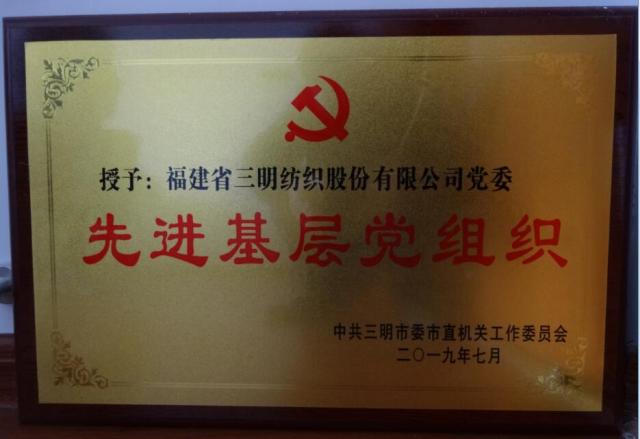 授予：福建省三明纺织股份有限公司党委
先进基层党组织
中共三明市委市直机关工作委员会
二〇一九年七月